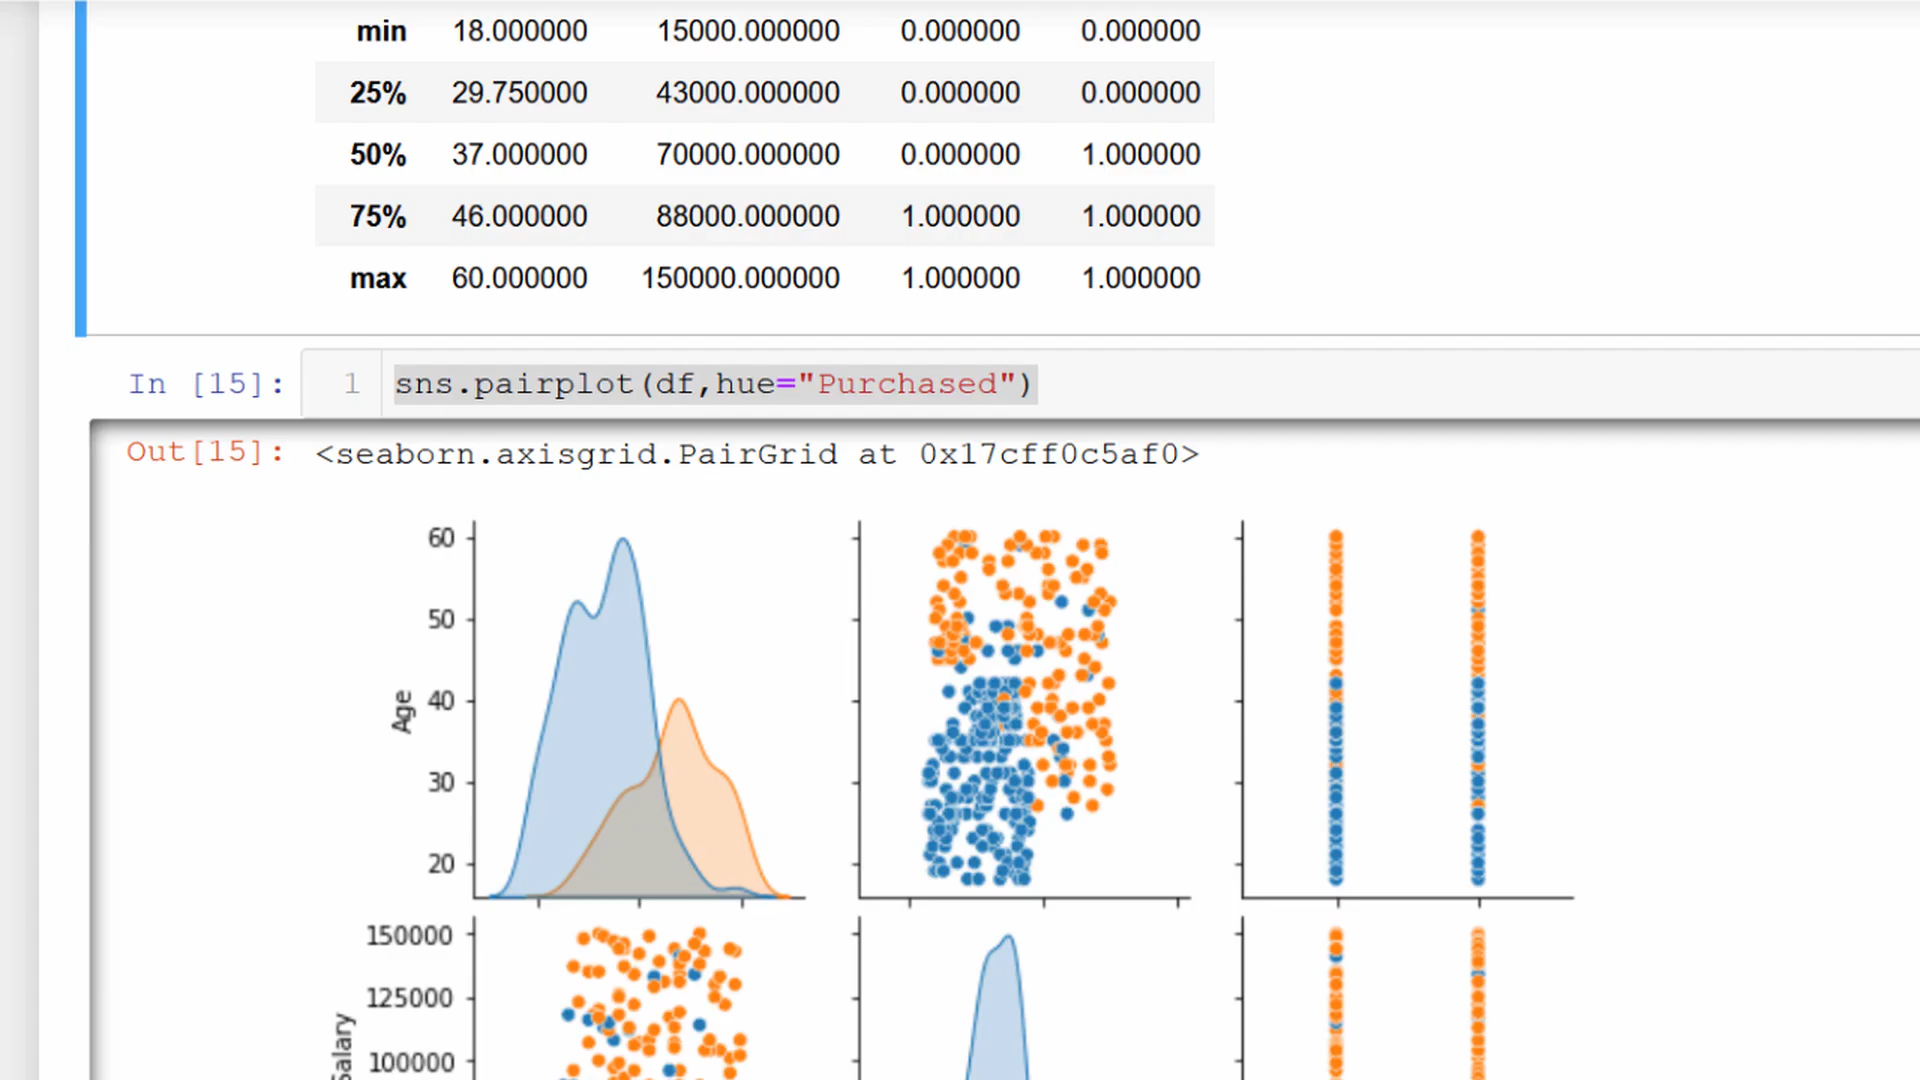 min 18.000000 15000.000000 0.000000 0.000000
25% 29.750000 43000.000000 0.000000 0.000000
50% 37.000000 70000.000000 0.000000 1.000000
75% 46.000000 88000.000000 1.000000 1.000000
max 60.000000 150000.000000 1.000000 1.000000
In [15]: 1 sns.pairplot(df,hue="Purchased")
Out[15]: <seaborn.axisgrid.PairGrid at 0x17cff0c5af0>
60
50
Age
40
30
20
150000
125000
Salary
100000